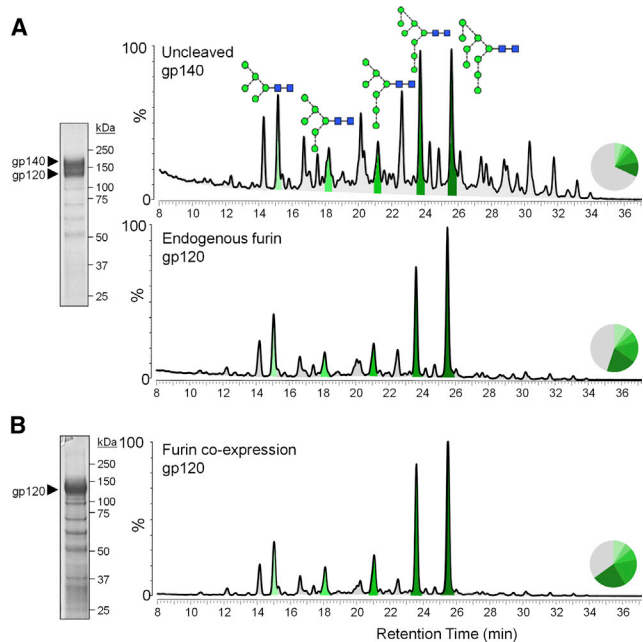 A
Uncleaved
gp140
100
%
0
8 10 12 14 16 18 20 22 24 26 28 30 32 34 36
kDa
gp140
250
gp120
150
100
75
50
37
25
Endogenous furin
gp120
100
%
0
8 10 12 14 16 18 20 22 24 26 28 30 32 34 36
B
Furin co-expression
gp120
100
%
0
8 10 12 14 16 18 20 22 24 26 28 30 32 34 36
kDa
250
gp120
150
100
75
50
37
25
Retention Time (min)